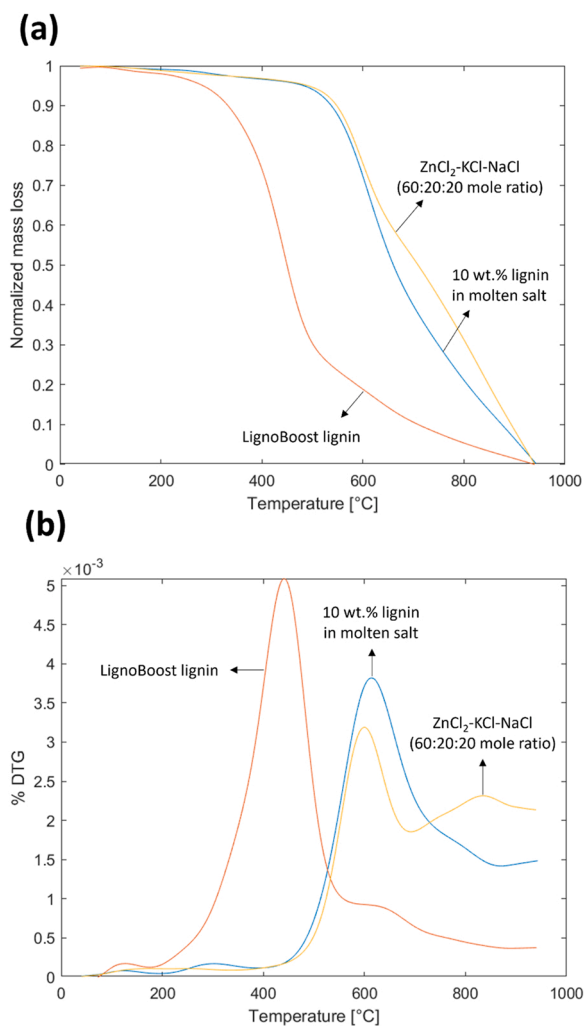 (a)
1
0.9
0.8
0.7
0.6
0.5
0.4
0.3
0.2
0.1
0
Normalized mass loss
ZnCl₂-KCl-NaCl
(60:20:20 mole ratio)
10 wt.% lignin
in molten salt
LignoBoost lignin
0 200 400 600 800 1000
Temperature [°C]
(b)
×10⁻³
5
4.5
4
3.5
3
2.5
2
1.5
1
0.5
0
% DTG
10 wt.% lignin
in molten salt
LignoBoost lignin
ZnCl₂-KCl-NaCl
(60:20:20 mole ratio)
0 200 400 600 800 1000
Temperature [°C]